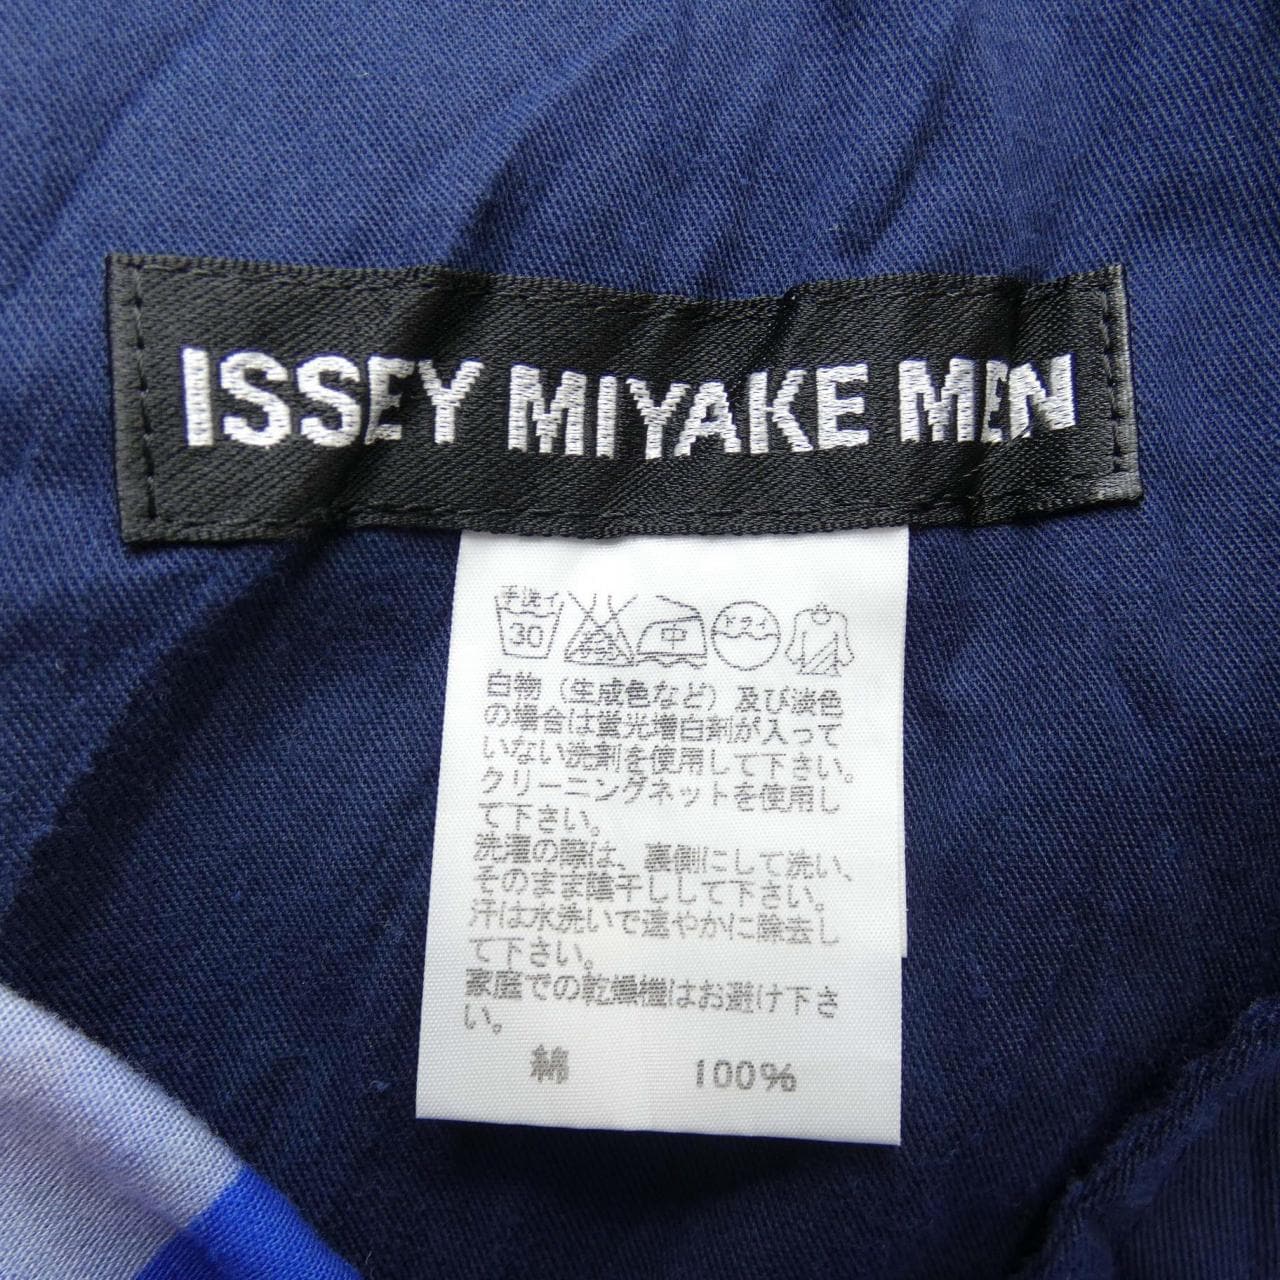 ISSEY MIYAKE MEN
手洗イ
30 中 ドライ
白物（生成色など）及び淡色
の場合は蛍光増白剤が入って
いない洗剤を使用して下さい。
クリーニングネットを使用し
て下さい。
洗濯の際は、裏側にして洗い、
そのまま陰干しして下さい。
汗は水洗いで速やかに除去し
て下さい。
家庭での乾燥機はお避け下さ
い。
綿 100%